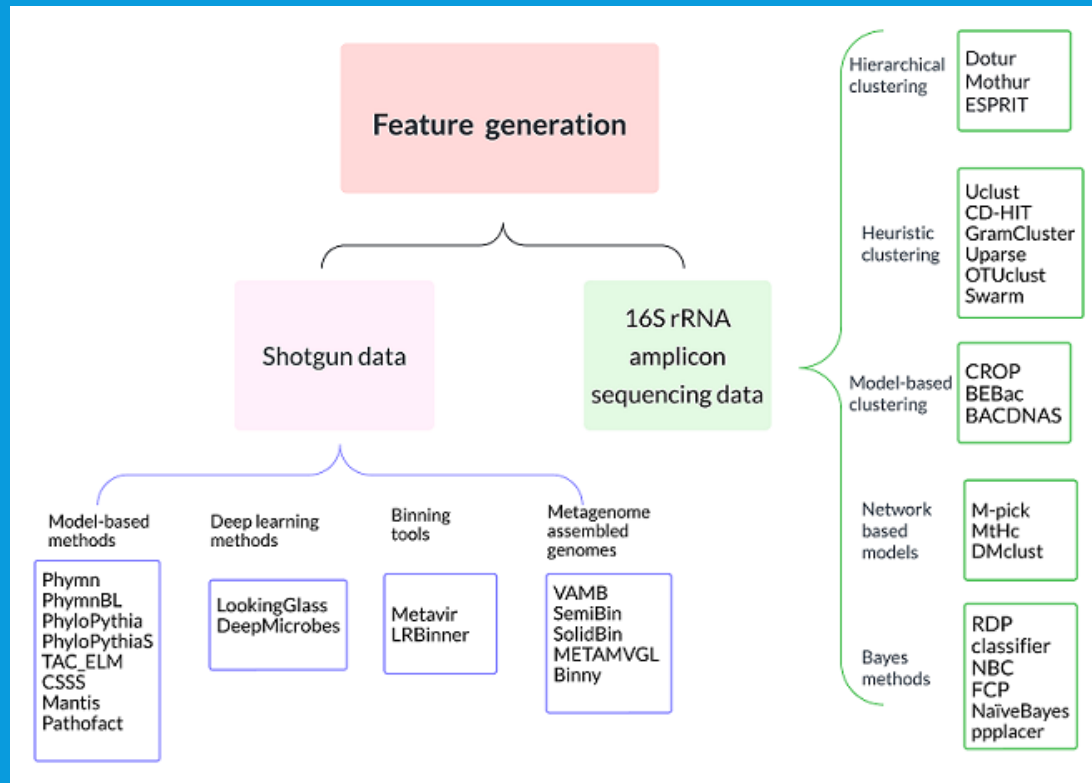 Feature generation
Shotgun data
16S rRNA
amplicon
sequencing data
Model-based
methods
Phymn
PhymnBL
PhyloPythia
PhyloPythiaS
TAC_ELM
CSSS
Mantis
Pathofact
Deep learning
methods
LookingGlass
DeepMicrobes
Binning
tools
Metavir
LRBinner
Metagenome
assembled
genomes
VAMB
SemiBin
SolidBin
METAMVGL
Binny
Hierarchical
clustering
Dotur
Mothur
ESPRIT
Heuristic
clustering
Uclust
CD-HIT
GramCluster
Uparse
OTUclust
Swarm
Model-based
clustering
CROP
BEBac
BACDNAS
Network
based
models
M-pick
MtHc
DMclust
Bayes
methods
RDP
classifier
NBC
FCP
NaïveBayes
ppplacer